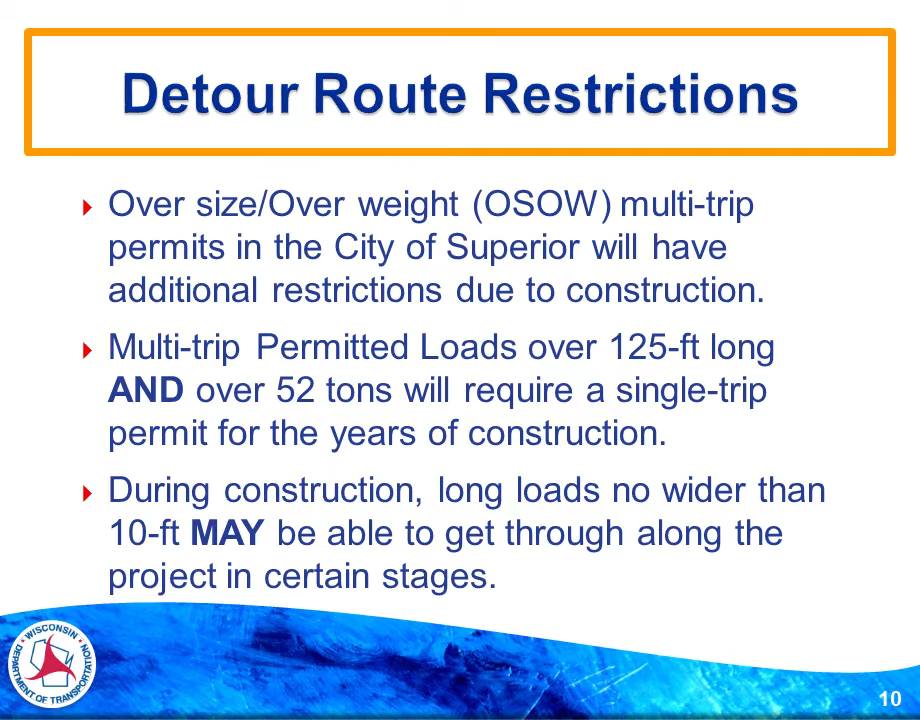 Detour Route Restrictions
Over size/Over weight (OSOW) multi-trip
permits in the City of Superior will have
additional restrictions due to construction.
Multi-trip Permitted Loads over 125-ft long
AND over 52 tons will require a single-trip
permit for the years of construction.
During construction, long loads no wider than
10-ft MAY be able to get through along the
project in certain stages.
WISCONSIN
DEPARTMENT OF TRANSPORTATION
10